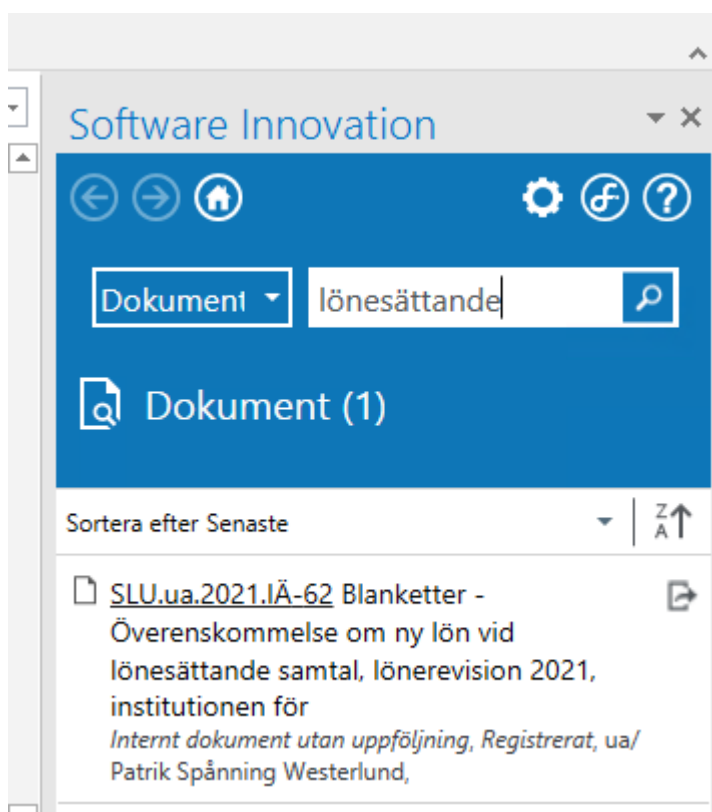 Software Innovation
Dokument
lönesättande
Dokument (1)
Sortera efter Senaste
Z
A
SLU.ua.2021.IÄ-62 Blanketter -
Överenskommelse om ny lön vid
lönesättande samtal, lönerevision 2021,
institutionen för
Internt dokument utan uppföljning, Registrerat, ua/
Patrik Spånning Westerlund,